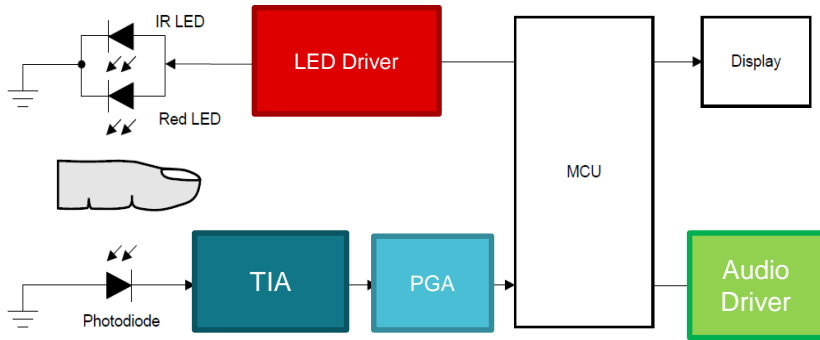 IR LED
LED Driver
Display
Red LED
MCU
TIA
PGA
Audio
Driver
Photodiode